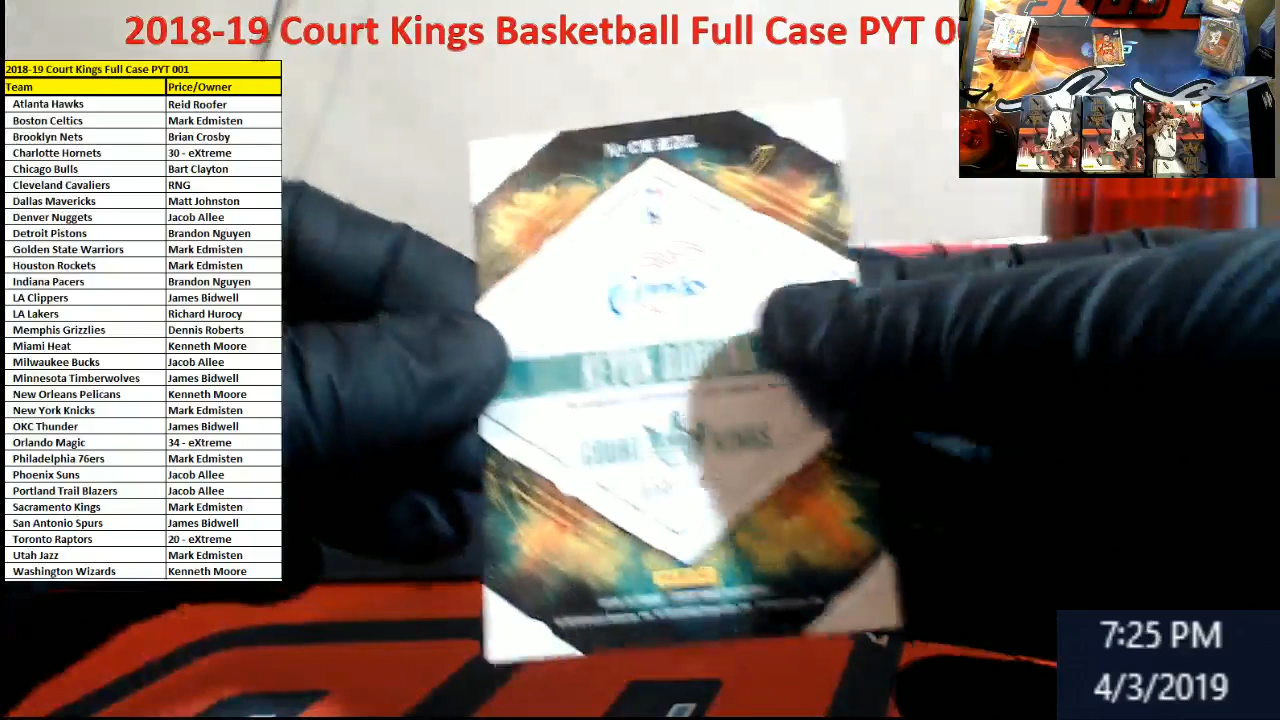 2018-19 Court Kings Basketball Full Case PYT
2018-19 Court Kings Full Case PYT 001
Team Price/Owner
Atlanta Hawks Reid Roofer
Boston Celtics Mark Edmisten
Brooklyn Nets Brian Crosby
Charlotte Hornets 30 - eXtreme
Chicago Bulls Bart Clayton
Cleveland Cavaliers RNG
Dallas Mavericks Matt Johnston
Denver Nuggets Jacob Allee
Detroit Pistons Brandon Nguyen
Golden State Warriors Mark Edmisten
Houston Rockets Mark Edmisten
Indiana Pacers Brandon Nguyen
LA Clippers James Bidwell
LA Lakers Richard Hurocy
Memphis Grizzlies Dennis Roberts
Miami Heat Kenneth Moore
Milwaukee Bucks Jacob Allee
Minnesota Timberwolves James Bidwell
New Orleans Pelicans Kenneth Moore
New York Knicks Mark Edmisten
OKC Thunder James Bidwell
Orlando Magic 34 - eXtreme
Philadelphia 76ers Mark Edmisten
Phoenix Suns Jacob Allee
Portland Trail Blazers Jacob Allee
Sacramento Kings Mark Edmisten
San Antonio Spurs James Bidwell
Toronto Raptors 20 - eXtreme
Utah Jazz Mark Edmisten
Washington Wizards Kenneth Moore
7:25 PM
4/3/2019